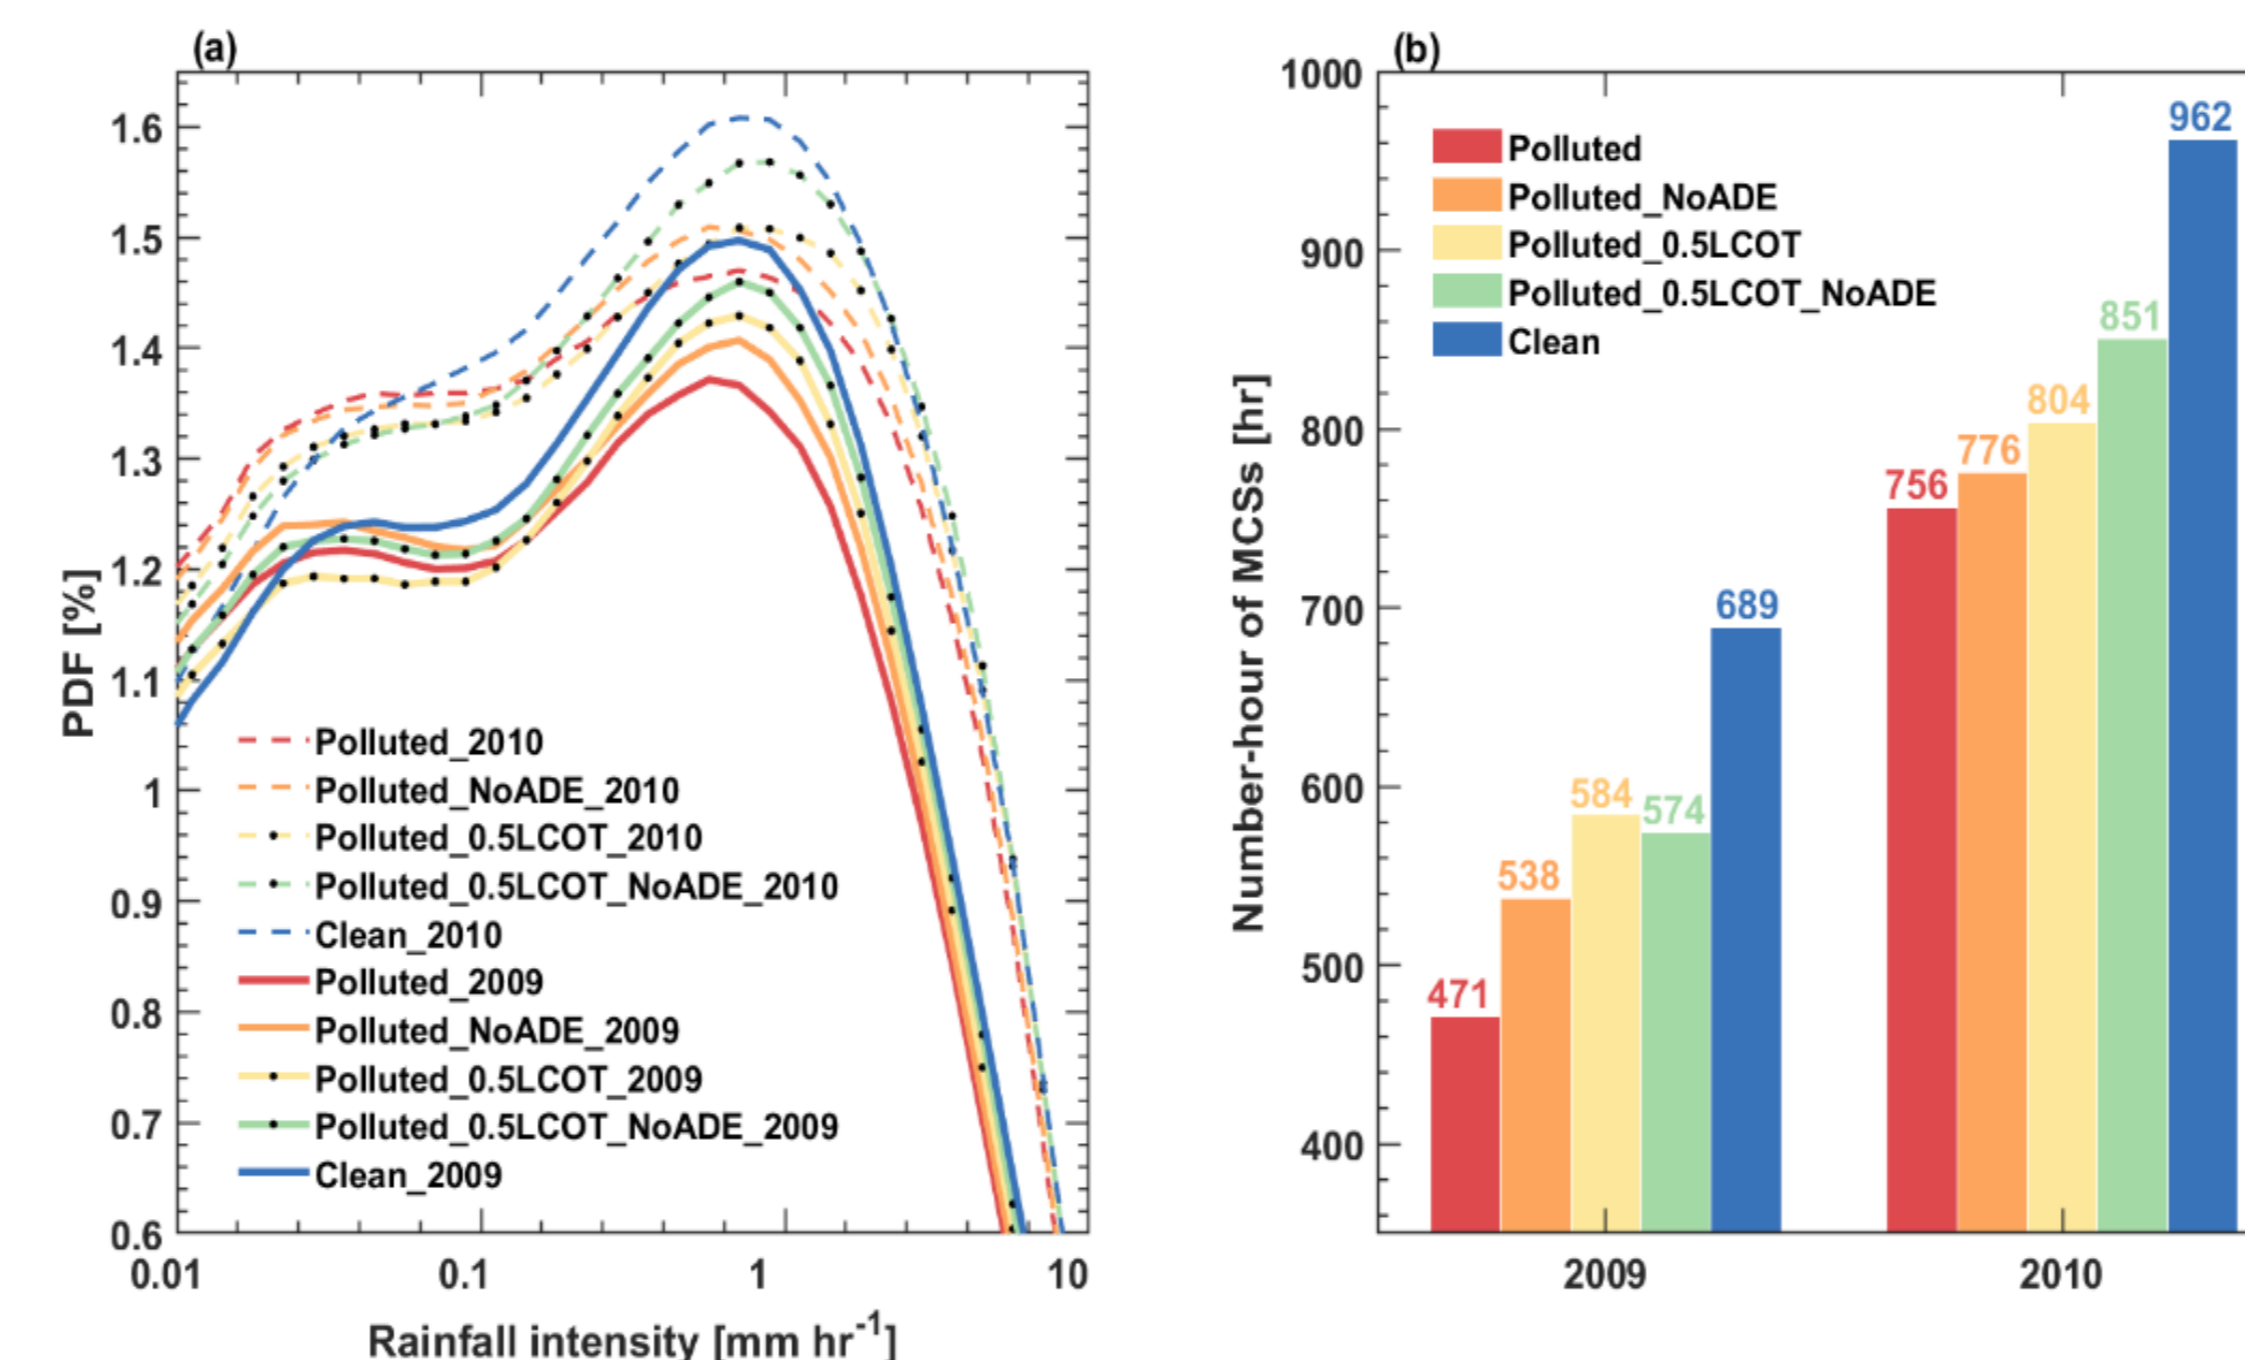 (a)
1.6
1.5
1.4
1.3
1.2
1.1
1
0.9
0.8
0.7
0.6
PDF [%]
Polluted_2010
Polluted_NoADE_2010
Polluted_0.5LCOT_2010
Polluted_0.5LCOT_NoADE_2010
Clean_2010
Polluted_2009
Polluted_NoADE_2009
Polluted_0.5LCOT_2009
Polluted_0.5LCOT_NoADE_2009
Clean_2009
0.01 0.1 1 10
Rainfall intensity [mm hr-1]
(b)
1000
900
800
700
600
500
400
Number-hour of MCSs [hr]
Polluted
Polluted_NoADE
Polluted_0.5LCOT
Polluted_0.5LCOT_NoADE
Clean
471
538
584
574
689
756
776
804
851
962
2009 2010